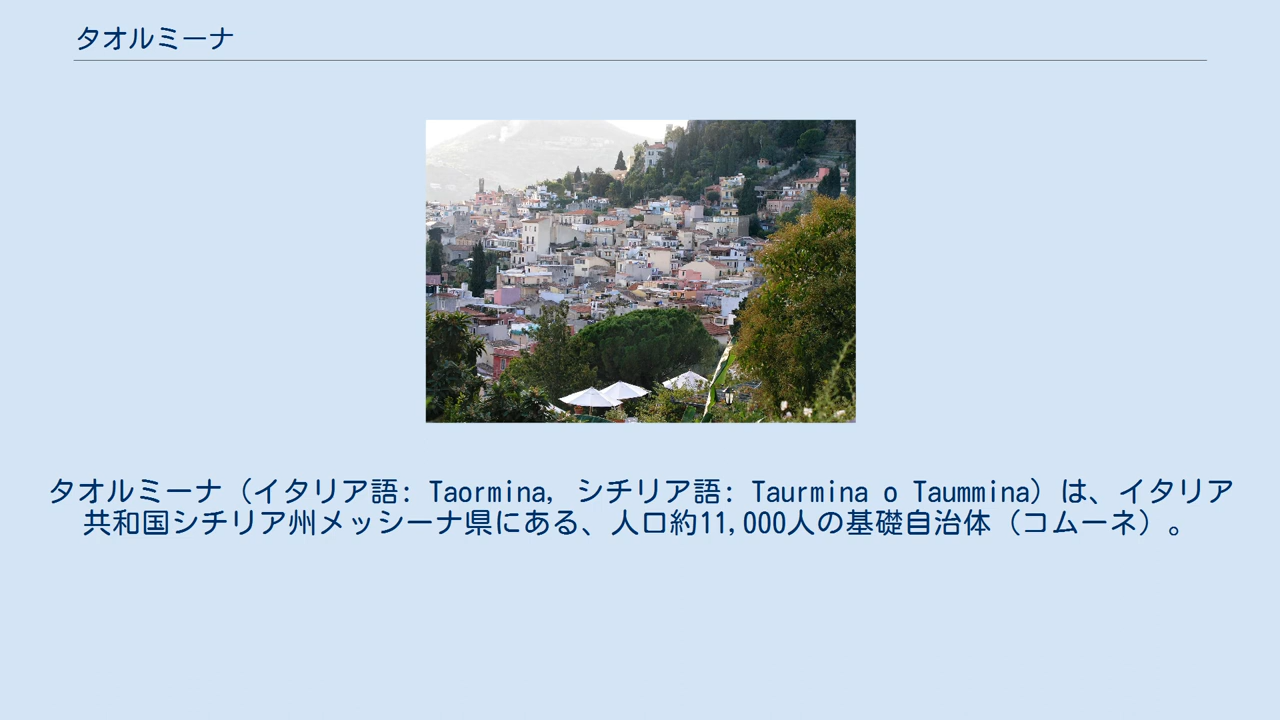 タオルミーナ
タオルミーナ（イタリア語: Taormina, シチリア語: Taurmina o Taummina）は、イタリア
共和国シチリア州メッシーナ県にある、人口約11,000人の基礎自治体（コムーネ）。